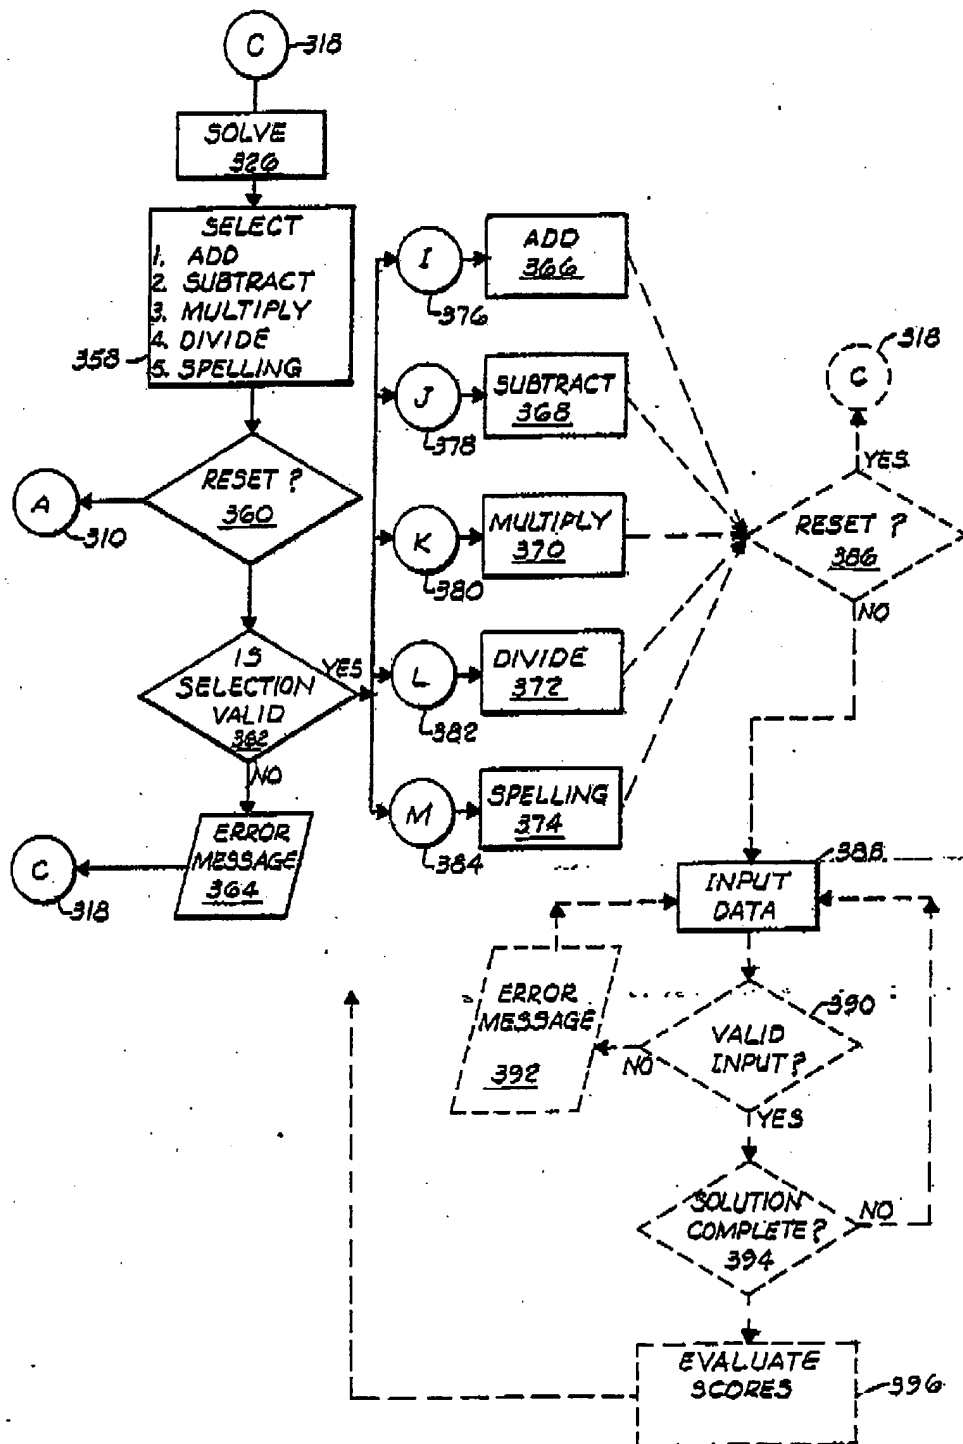 C
318
SOLVE
326
SELECT
1. ADD
2. SUBTRACT
3. MULTIPLY
4. DIVIDE
5. SPELLING
358
RESET ?
360
A
310
IS
SELECTION
VALID
362
YES
NO
ERROR
MESSAGE
364
C
318
I
376
ADD
366
J
378
SUBTRACT
368
K
380
MULTIPLY
370
L
382
DIVIDE
372
M
384
SPELLING
374
318
C
YES
RESET ?
386
NO
388
INPUT
DATA
ERROR
MESSAGE
392
390
VALID
INPUT?
NO
YES
SOLUTION
COMPLETE?
394
NO
EVALUATE
SCORES
396